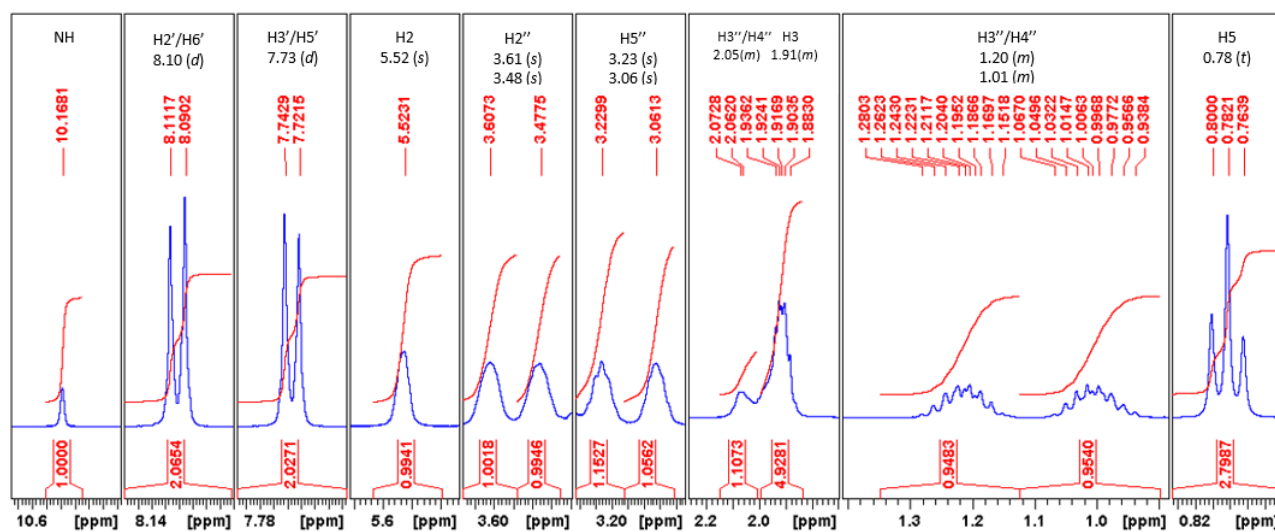 NH
H2′/H6′
8.10 (d)
H3′/H5′
7.73 (d)
H2
5.52 (s)
H2′′
3.61 (s)
3.48 (s)
H5′′
3.23 (s)
3.06 (s)
H3′′/H4′′ H3
2.05(m) 1.91(m)
H3′′/H4′′
1.20 (m)
1.01 (m)
H5
0.78 (t)
10.1681
8.1117
8.0902
7.7429
7.7215
5.5231
3.6073
3.4775
3.2299
3.0613
2.0728
2.0620
1.9362
1.9241
1.9169
1.9035
1.8830
1.2803
1.2623
1.2430
1.2231
1.2117
1.2040
1.1952
1.1866
1.1697
1.1518
1.0670
1.0496
1.0322
1.0147
1.0063
0.9968
0.9772
0.9566
0.9384
0.8000
0.7821
0.7639
1.0000
2.0654
2.0271
0.9941
1.0018
0.9946
1.1527
1.0562
1.1073
4.9281
0.9483
0.9540
2.7987
10.6 [ppm]
8.14 [ppm]
7.78 [ppm]
5.6 [ppm]
3.60 [ppm]
3.20 [ppm]
2.2 2.0 [ppm]
1.3 1.2 1.1 1.0 [ppm]
0.82 [ppm]